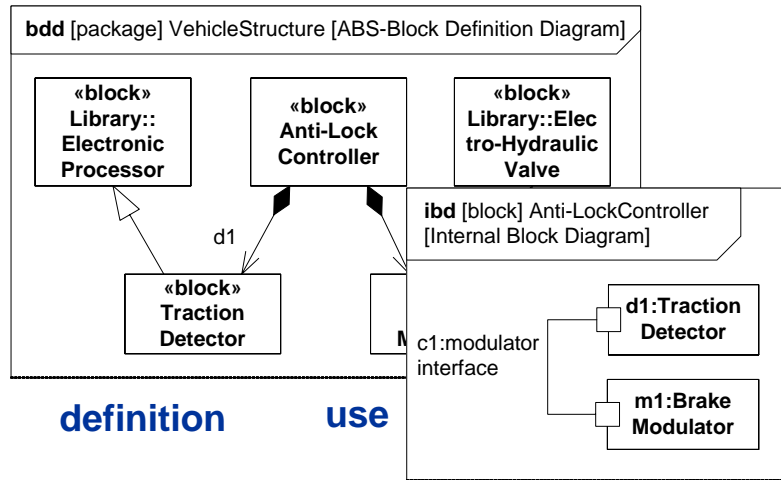 bdd [package] VehicleStructure [ABS-Block Definition Diagram]
«block»
Library::
Electronic
Processor
«block»
Anti-Lock
Controller
«block»
Library::Elec
tro-Hydraulic
Valve
d1
«block»
Traction
Detector
ibd [block] Anti-LockController
[Internal Block Diagram]
c1:modulator
interface
d1:Traction
Detector
m1:Brake
Modulator
definition
use